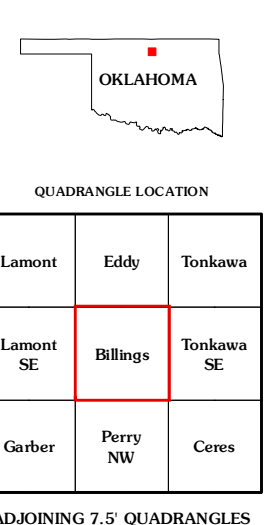 OKLAHOMA
QUADRANGLE LOCATION
Lamont Eddy Tonkawa
Lamont SE Billings Tonkawa SE
Garber Perry NW Ceres
ADJOINING 7.5' QUADRANGLES